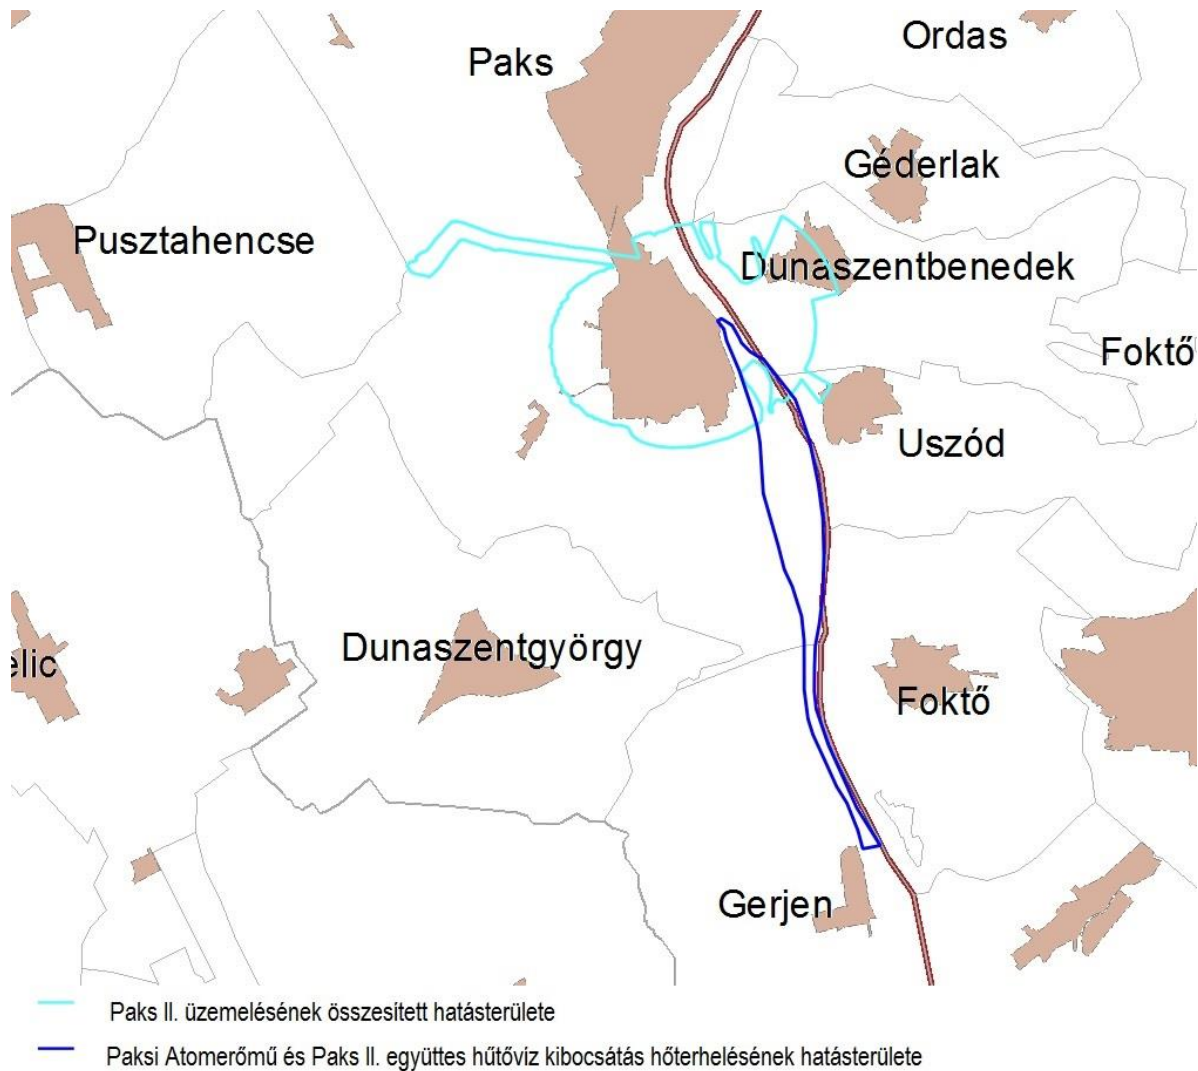 Ordas
Paks
Géderlak
Pusztahencse
Dunaszentbenedek
Foktő
Uszód
Dunaszentgyörgy
elic
Foktő
Gerjen
Paks II. üzemelésének összesített hatásterülete
Paksi Atomerőmű és Paks II. együttes hűtővíz kibocsátás hőterhelésének hatásterülete